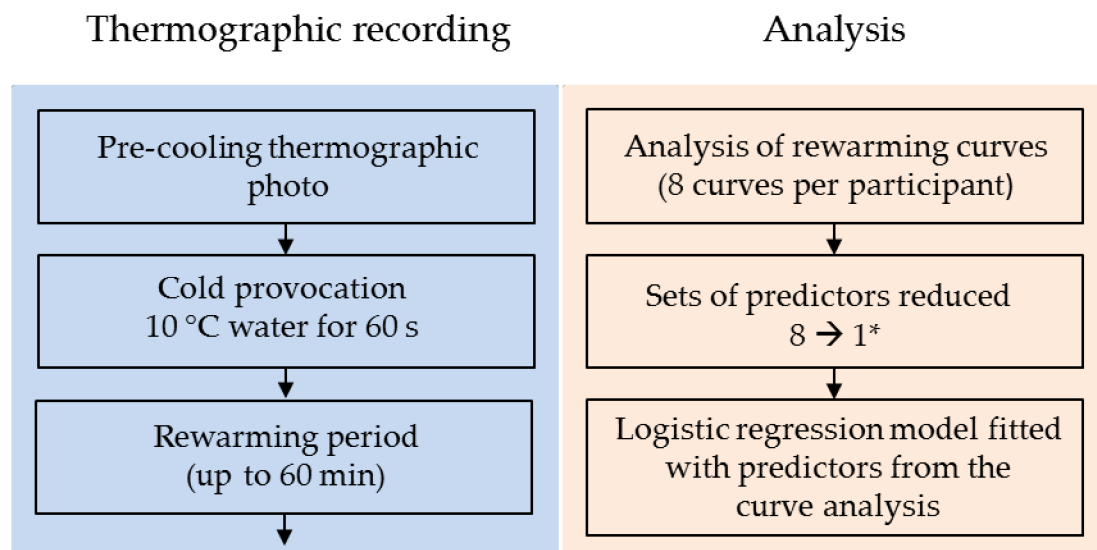 Thermographic recording
Pre-cooling thermographic
photo
Cold provocation
10 °C water for 60 s
Rewarming period
(up to 60 min)
Analysis
Analysis of rewarming curves
(8 curves per participant)
Sets of predictors reduced
8 → 1*
Logistic regression model fitted
with predictors from the
curve analysis